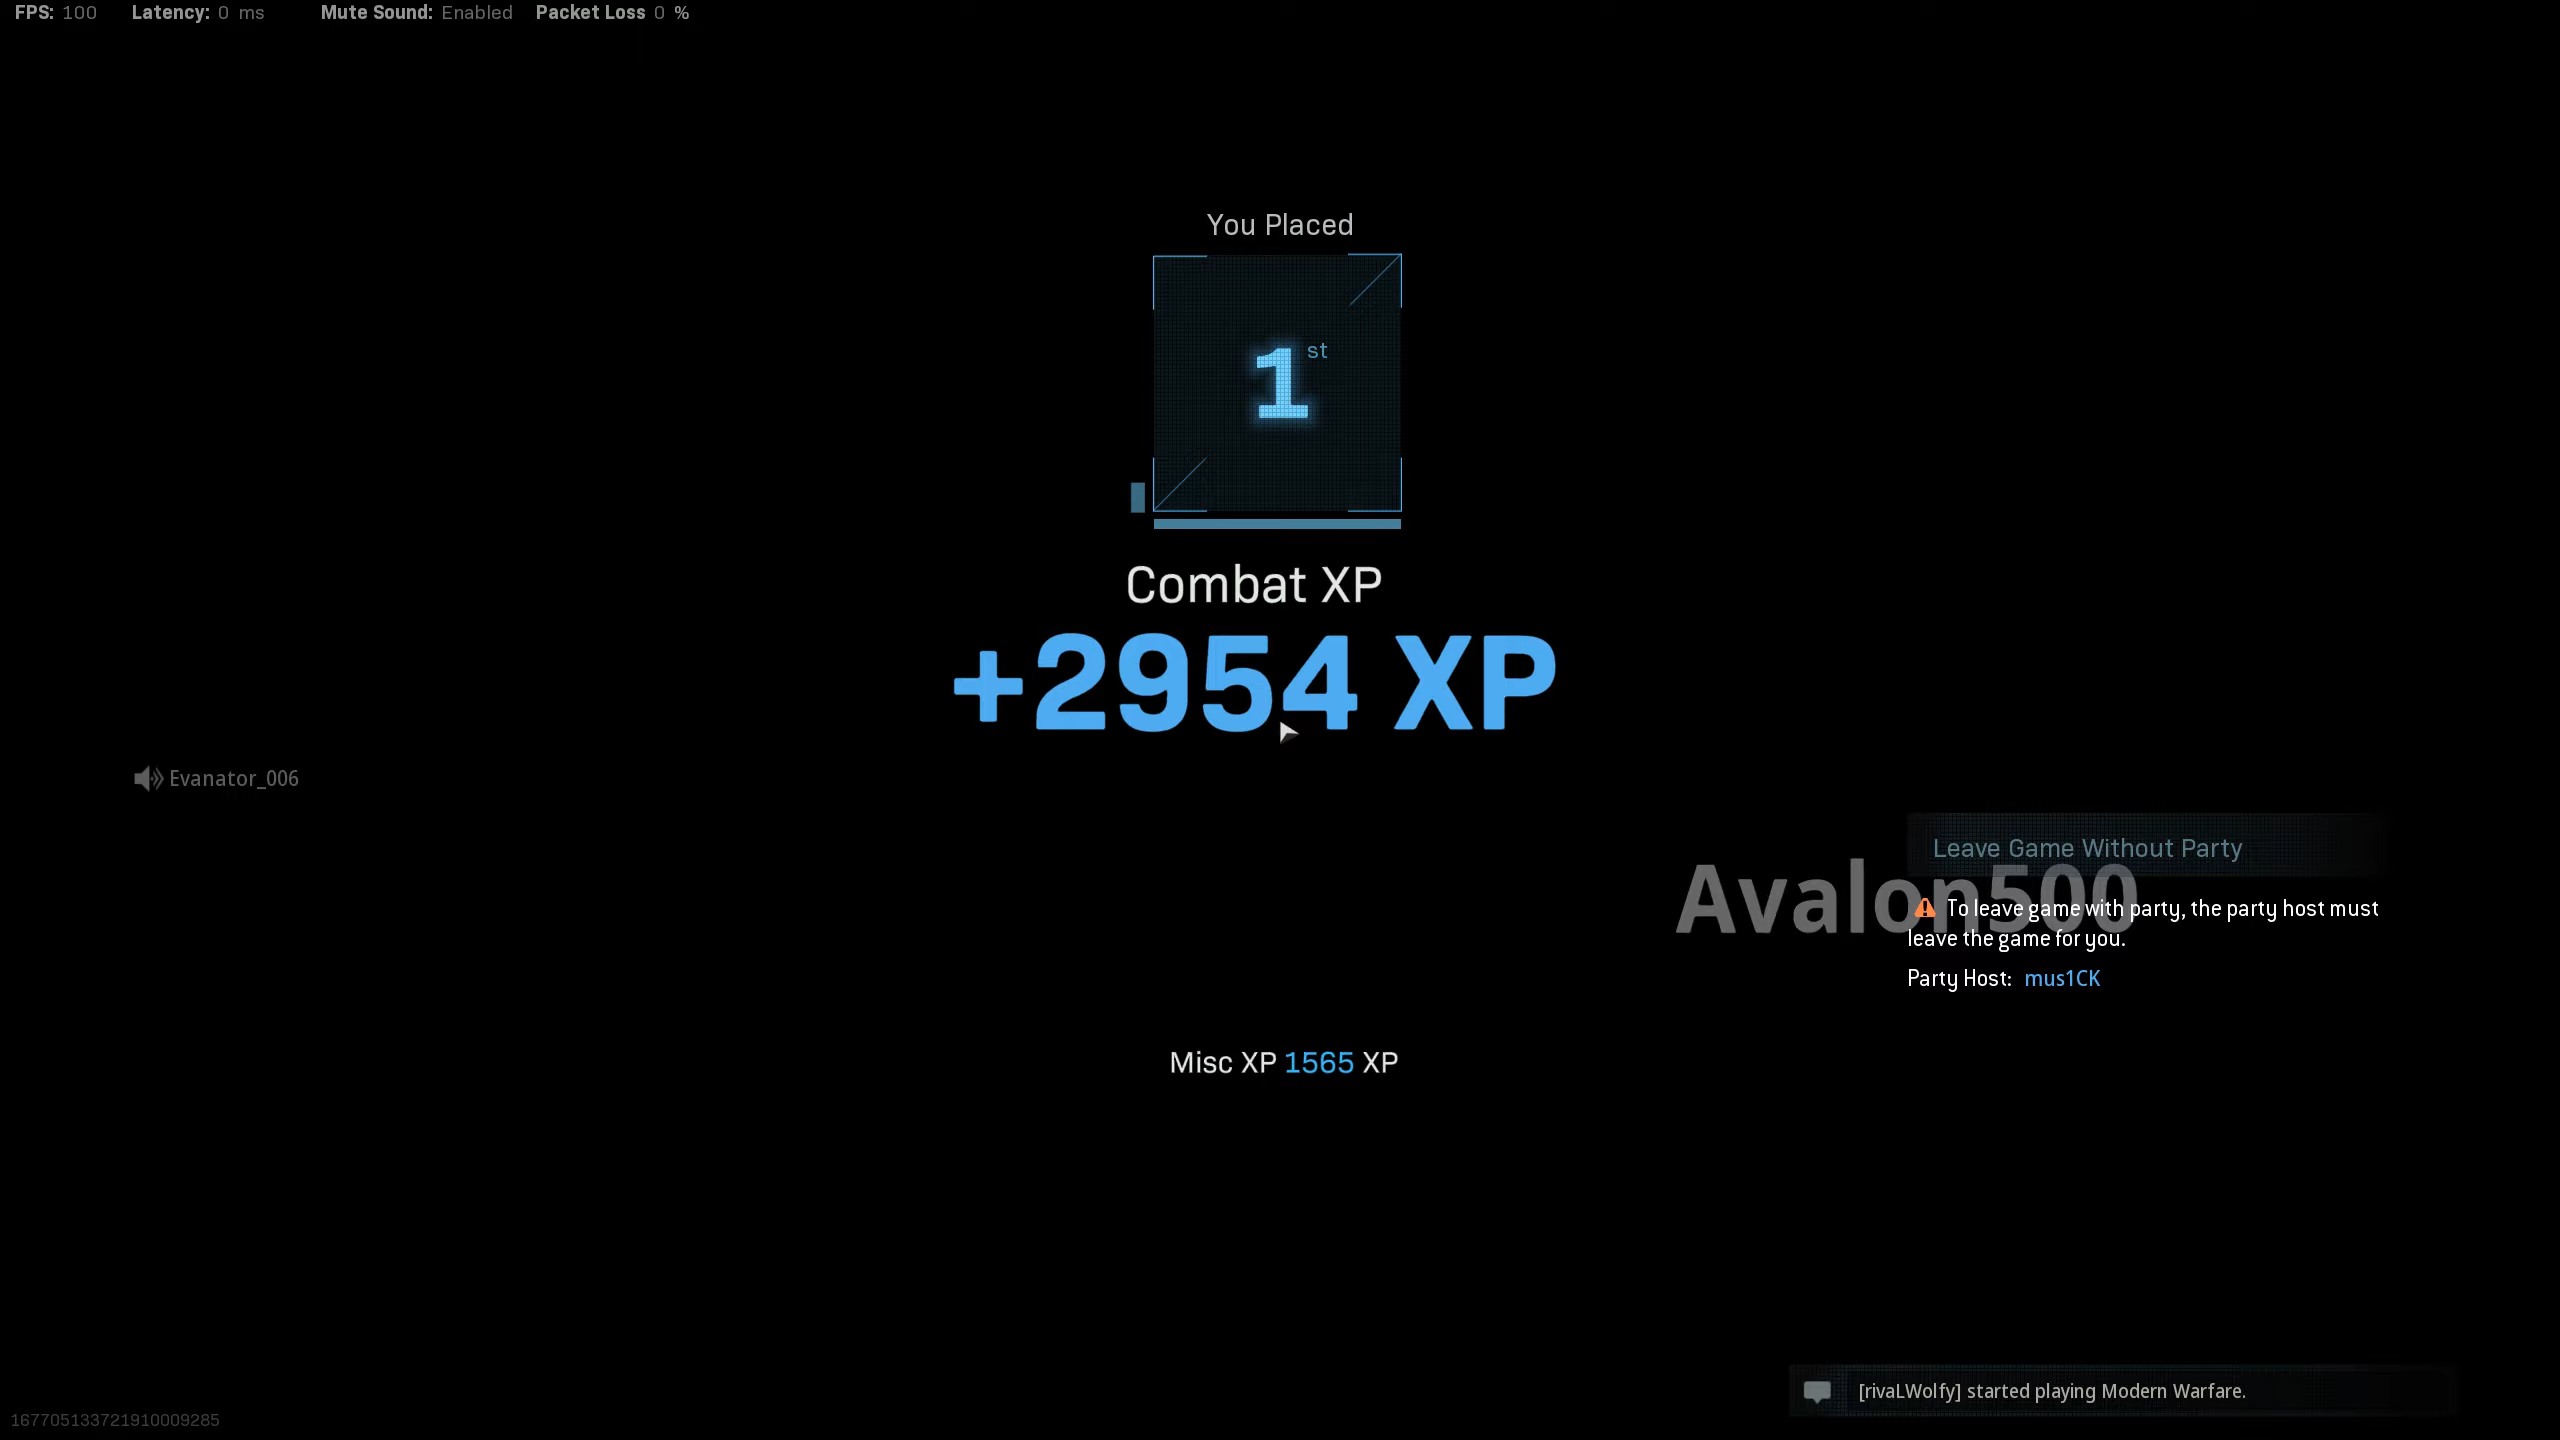 FPS: 100 Latency: 0 ms Mute Sound: Enabled Packet Loss 0 %
You Placed
1st
Combat XP
+2954 XP
Evanator_006
Leave Game Without Party
Avalon500
To leave game with party, the party host must
leave the game for you.
Party Host: mus1CK
Misc XP 1565 XP
[rivaLWolfy] started playing Modern Warfare.
167705133721910009285